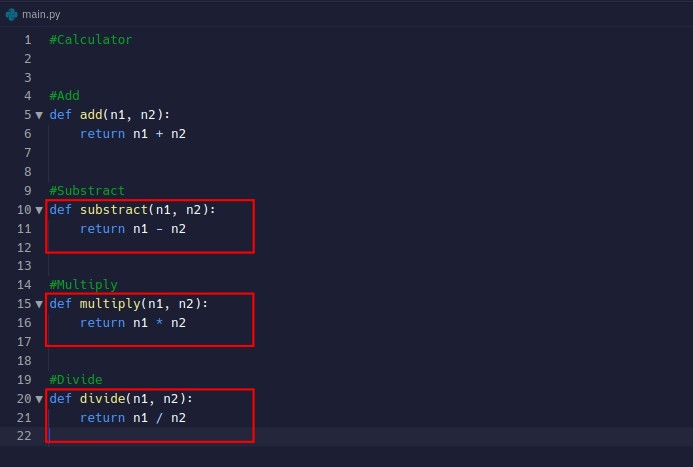 main.py
1 #Calculator
2
3
4 #Add
5 def add(n1, n2):
6     return n1 + n2
7
8
9 #Substract
10 def substract(n1, n2):
11     return n1 - n2
12
13
14 #Multiply
15 def multiply(n1, n2):
16     return n1 * n2
17
18
19 #Divide
20 def divide(n1, n2):
21     return n1 / n2
22